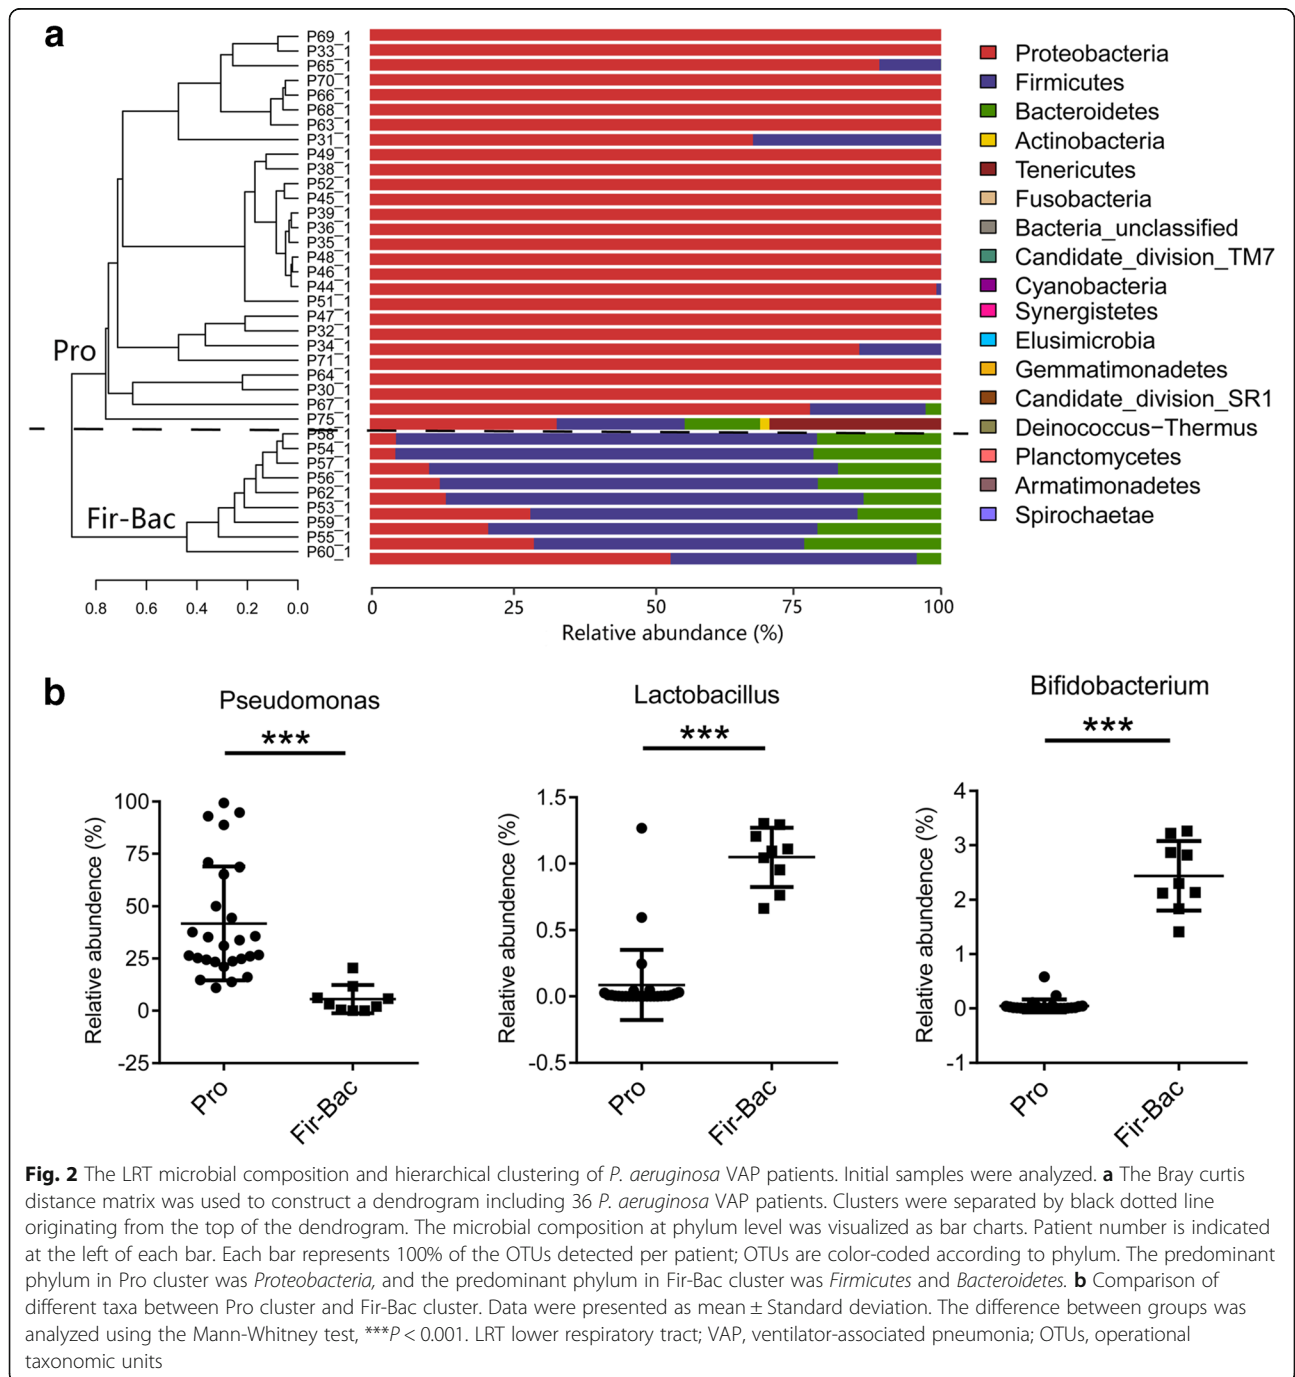 a
P69_1
P33_1
P65_1
P70_1
P66_1
P68_1
P63_1
P31_1
P49_1
P38_1
P52_1
P45_1
P39_1
P36_1
P35_1
P48_1
P46_1
P44_1
P51_1
P47_1
P32_1
P34_1
P71_1
P64_1
P30_1
P67_1
P75_1
P58_1
P54_1
P57_1
P56_1
P62_1
P53_1
P59_1
P55_1
P60_1
Pro
Fir-Bac
0.8 0.6 0.4 0.2 0.0
0 25 50 75 100
Relative abundance (%)
Proteobacteria
Firmicutes
Bacteroidetes
Actinobacteria
Tenericutes
Fusobacteria
Bacteria_unclassified
Candidate_division_TM7
Cyanobacteria
Synergistetes
Elusimicrobia
Gemmatimonadetes
Candidate_division_SR1
Deinococcus−Thermus
Planctomycetes
Armatimonadetes
Spirochaetae
b
Pseudomonas
***
Relative abundence (%)
100
75
50
25
0
-25
Pro
Fir-Bac
Lactobacillus
***
Relative abundence (%)
1.5
1.0
0.5
0.0
-0.5
Pro
Fir-Bac
Bifidobacterium
***
Relative abundence (%)
4
3
2
1
0
-1
Pro
Fir-Bac
Fig. 2 The LRT microbial composition and hierarchical clustering of P. aeruginosa VAP patients. Initial samples were analyzed. a The Bray curtis
distance matrix was used to construct a dendrogram including 36 P. aeruginosa VAP patients. Clusters were separated by black dotted line
originating from the top of the dendrogram. The microbial composition at phylum level was visualized as bar charts. Patient number is indicated
at the left of each bar. Each bar represents 100% of the OTUs detected per patient; OTUs are color-coded according to phylum. The predominant
phylum in Pro cluster was Proteobacteria, and the predominant phylum in Fir-Bac cluster was Firmicutes and Bacteroidetes. b Comparison of
different taxa between Pro cluster and Fir-Bac cluster. Data were presented as mean ± Standard deviation. The difference between groups was
analyzed using the Mann-Whitney test, ***P < 0.001. LRT lower respiratory tract; VAP, ventilator-associated pneumonia; OTUs, operational
taxonomic units